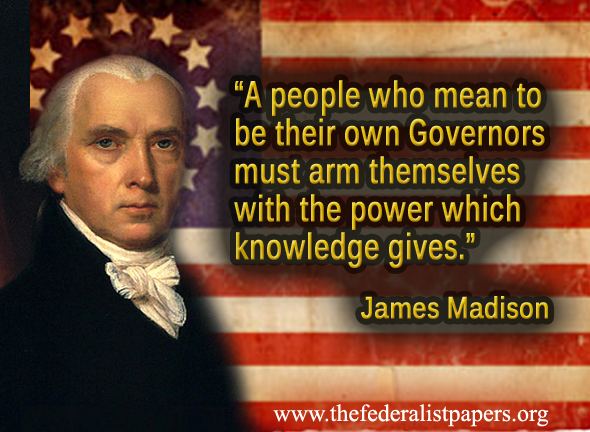 “A people who mean to
be their own Governors
must arm themselves
with the power which
knowledge gives.”
James Madison
www.thefederalistpapers.org